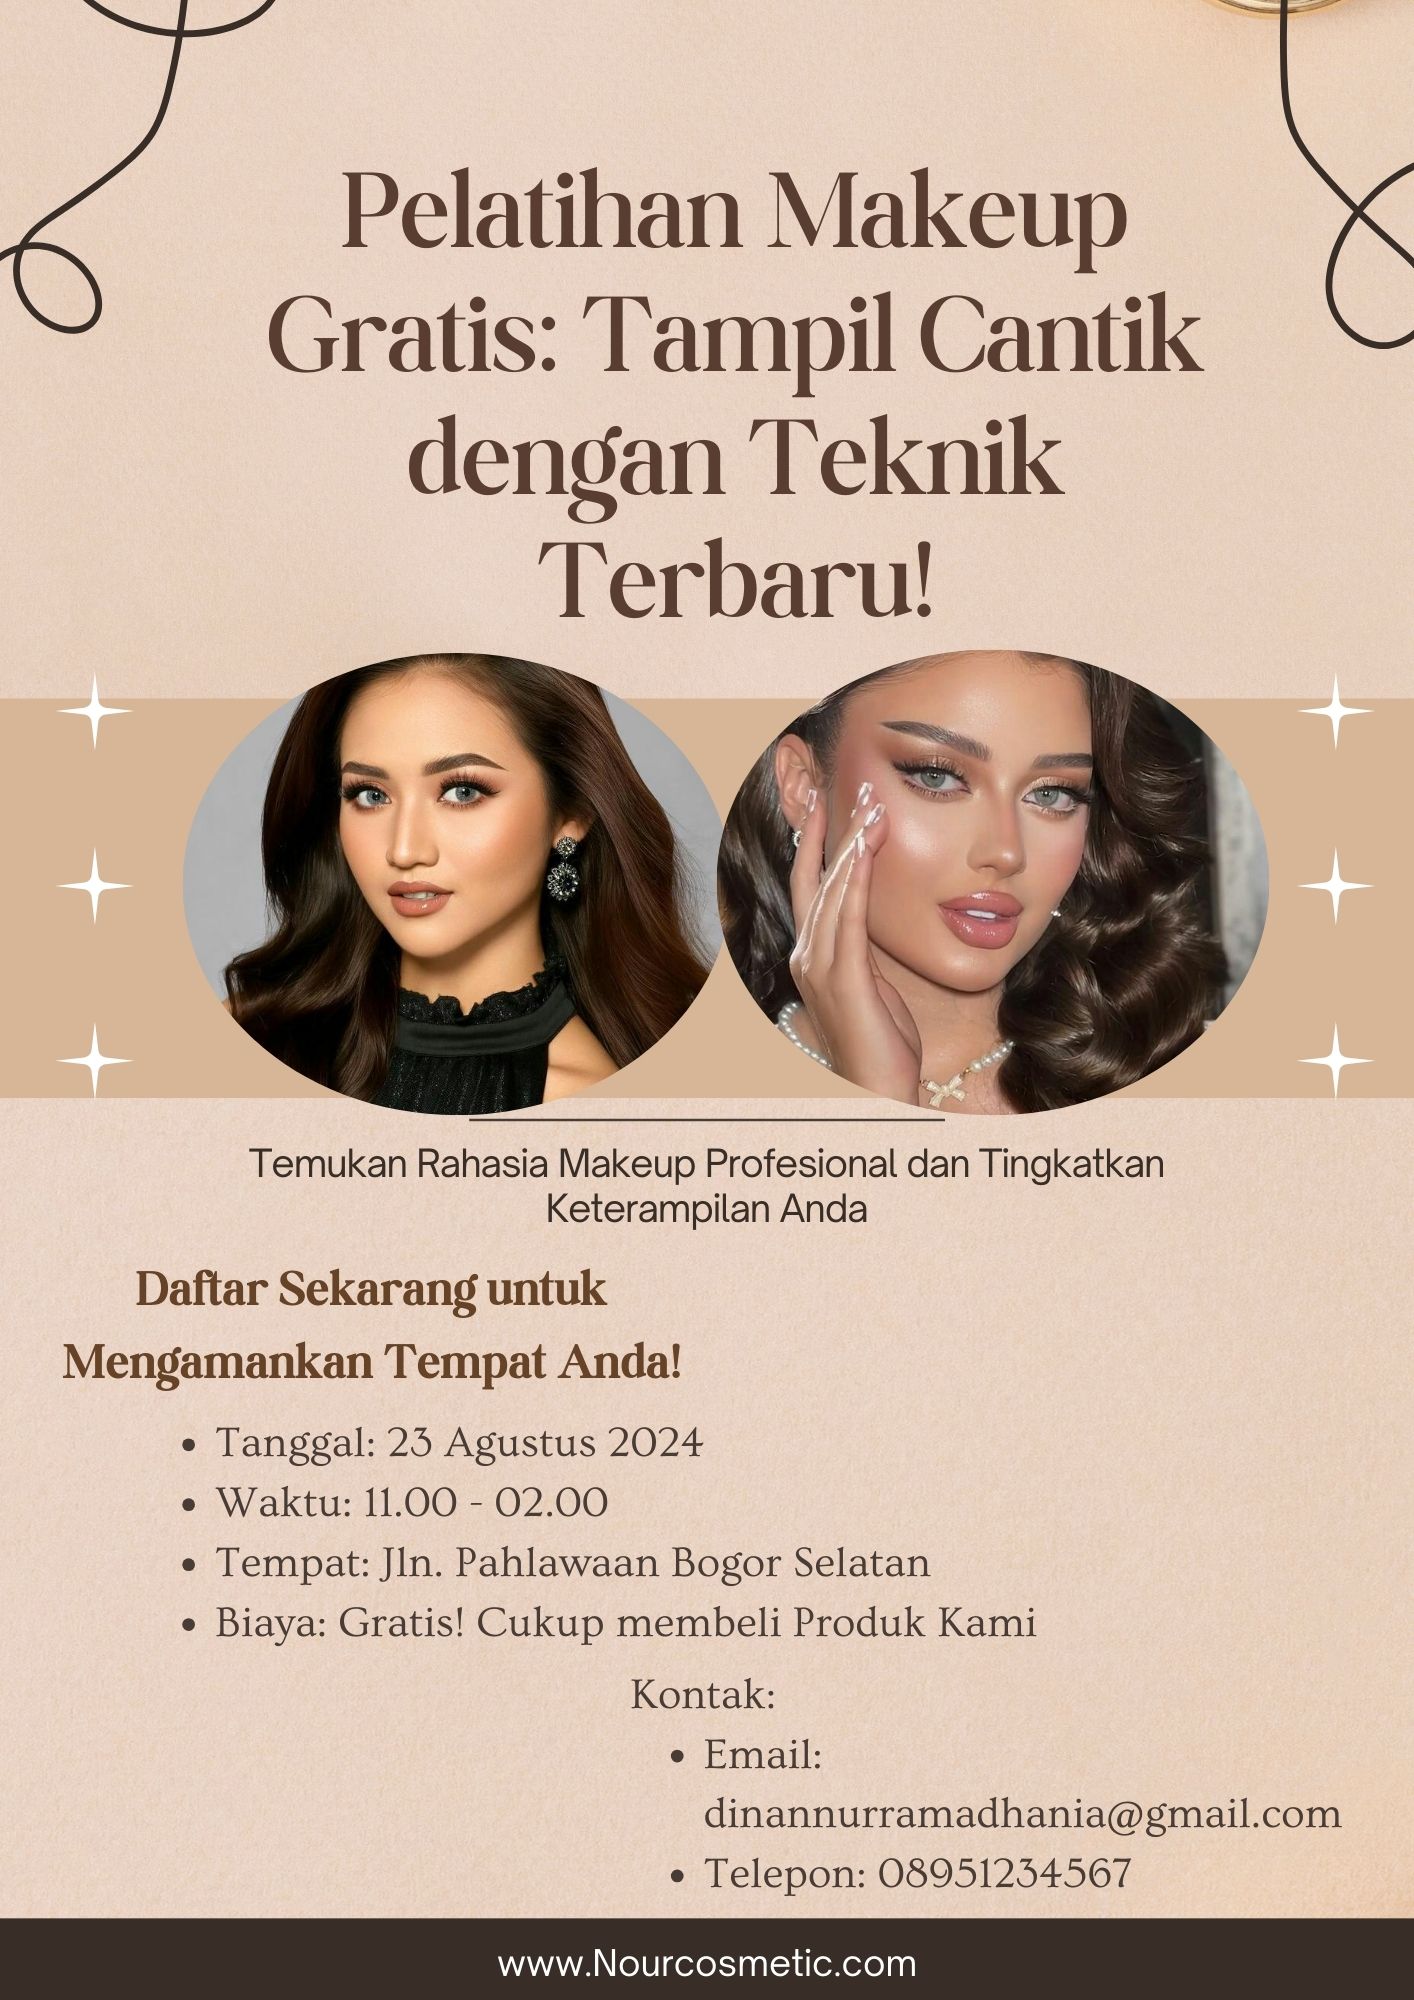 Pelatihan Makeup
Gratis: Tampil Cantik
dengan Teknik
Terbaru!
Temukan Rahasia Makeup Profesional dan Tingkatkan
Keterampilan Anda
Daftar Sekarang untuk
Mengamankan Tempat Anda!
• Tanggal: 23 Agustus 2024
• Waktu: 11.00 - 02.00
• Tempat: Jln. Pahlawaan Bogor Selatan
• Biaya: Gratis! Cukup membeli Produk Kami
Kontak:
• Email:
dinannurramadhania@gmail.com
• Telepon: 08951234567
www.Nourcosmetic.com